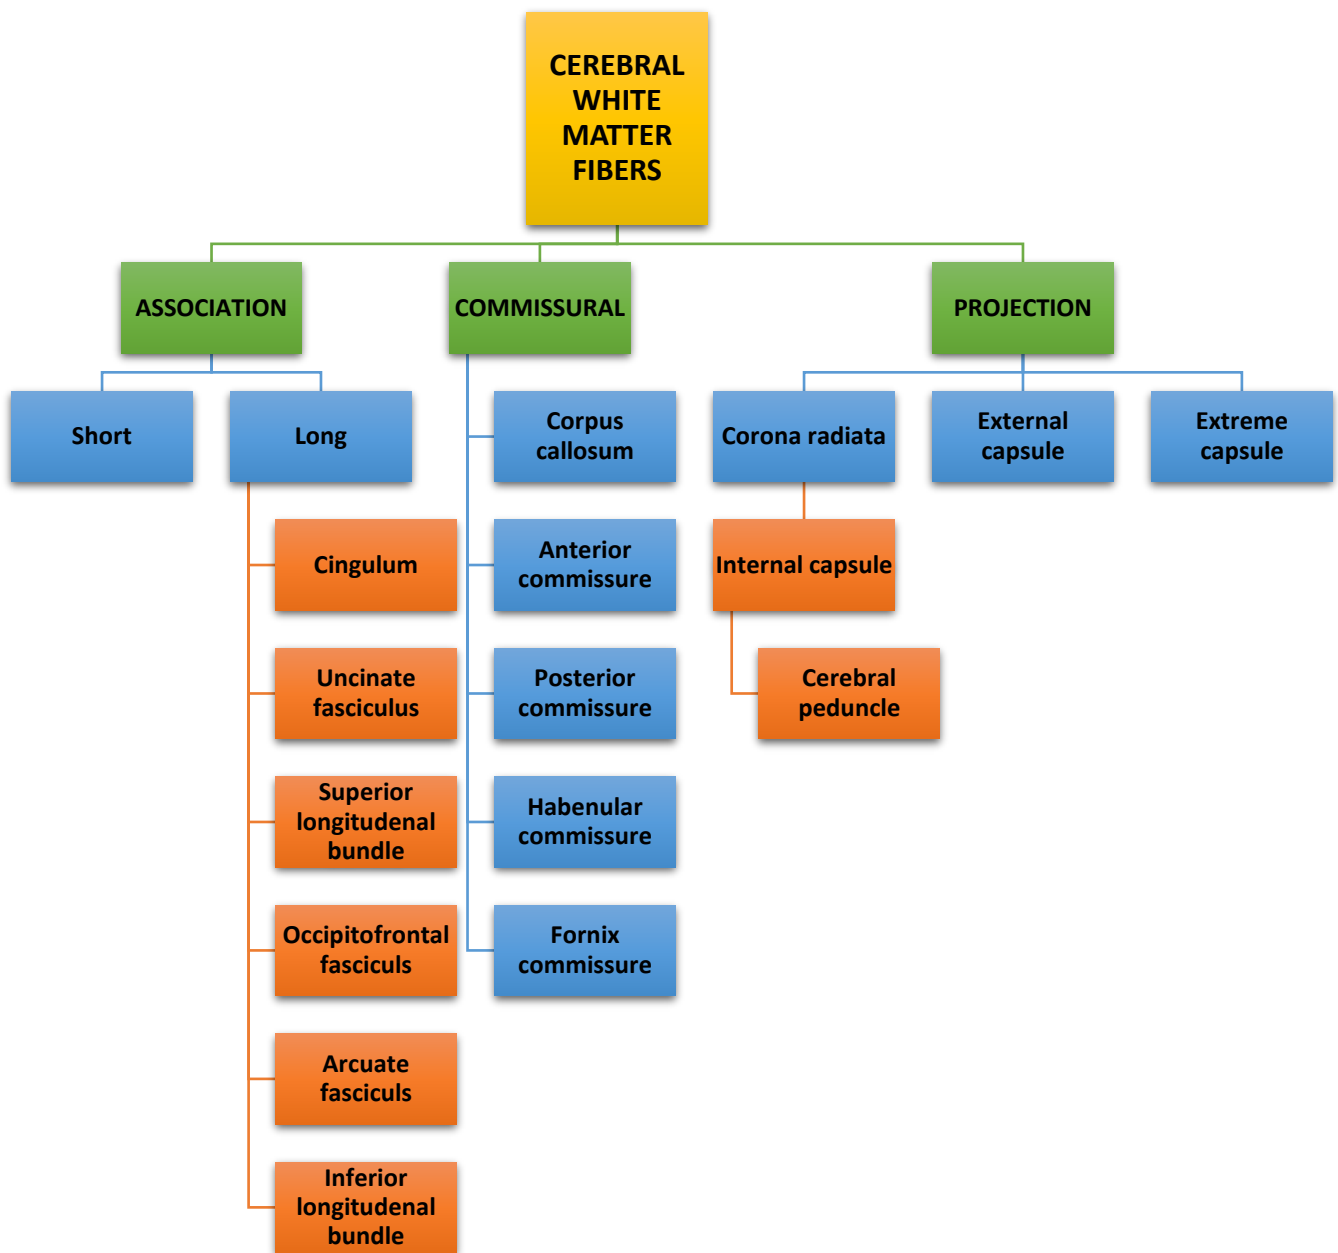 CEREBRAL
WHITE
MATTER
FIBERS
ASSOCIATION
COMMISSURAL
PROJECTION
Short
Long
Corpus
callosum
Corona radiata
External
capsule
Extreme
capsule
Cingulum
Anterior
commissure
Internal capsule
Uncinate
fasciculus
Posterior
commissure
Cerebral
peduncle
Superior
longitudenal
bundle
Habenular
commissure
Occipitofrontal
fasciculs
Fornix
commissure
Arcuate
fasciculs
Inferior
longitudenal
bundle